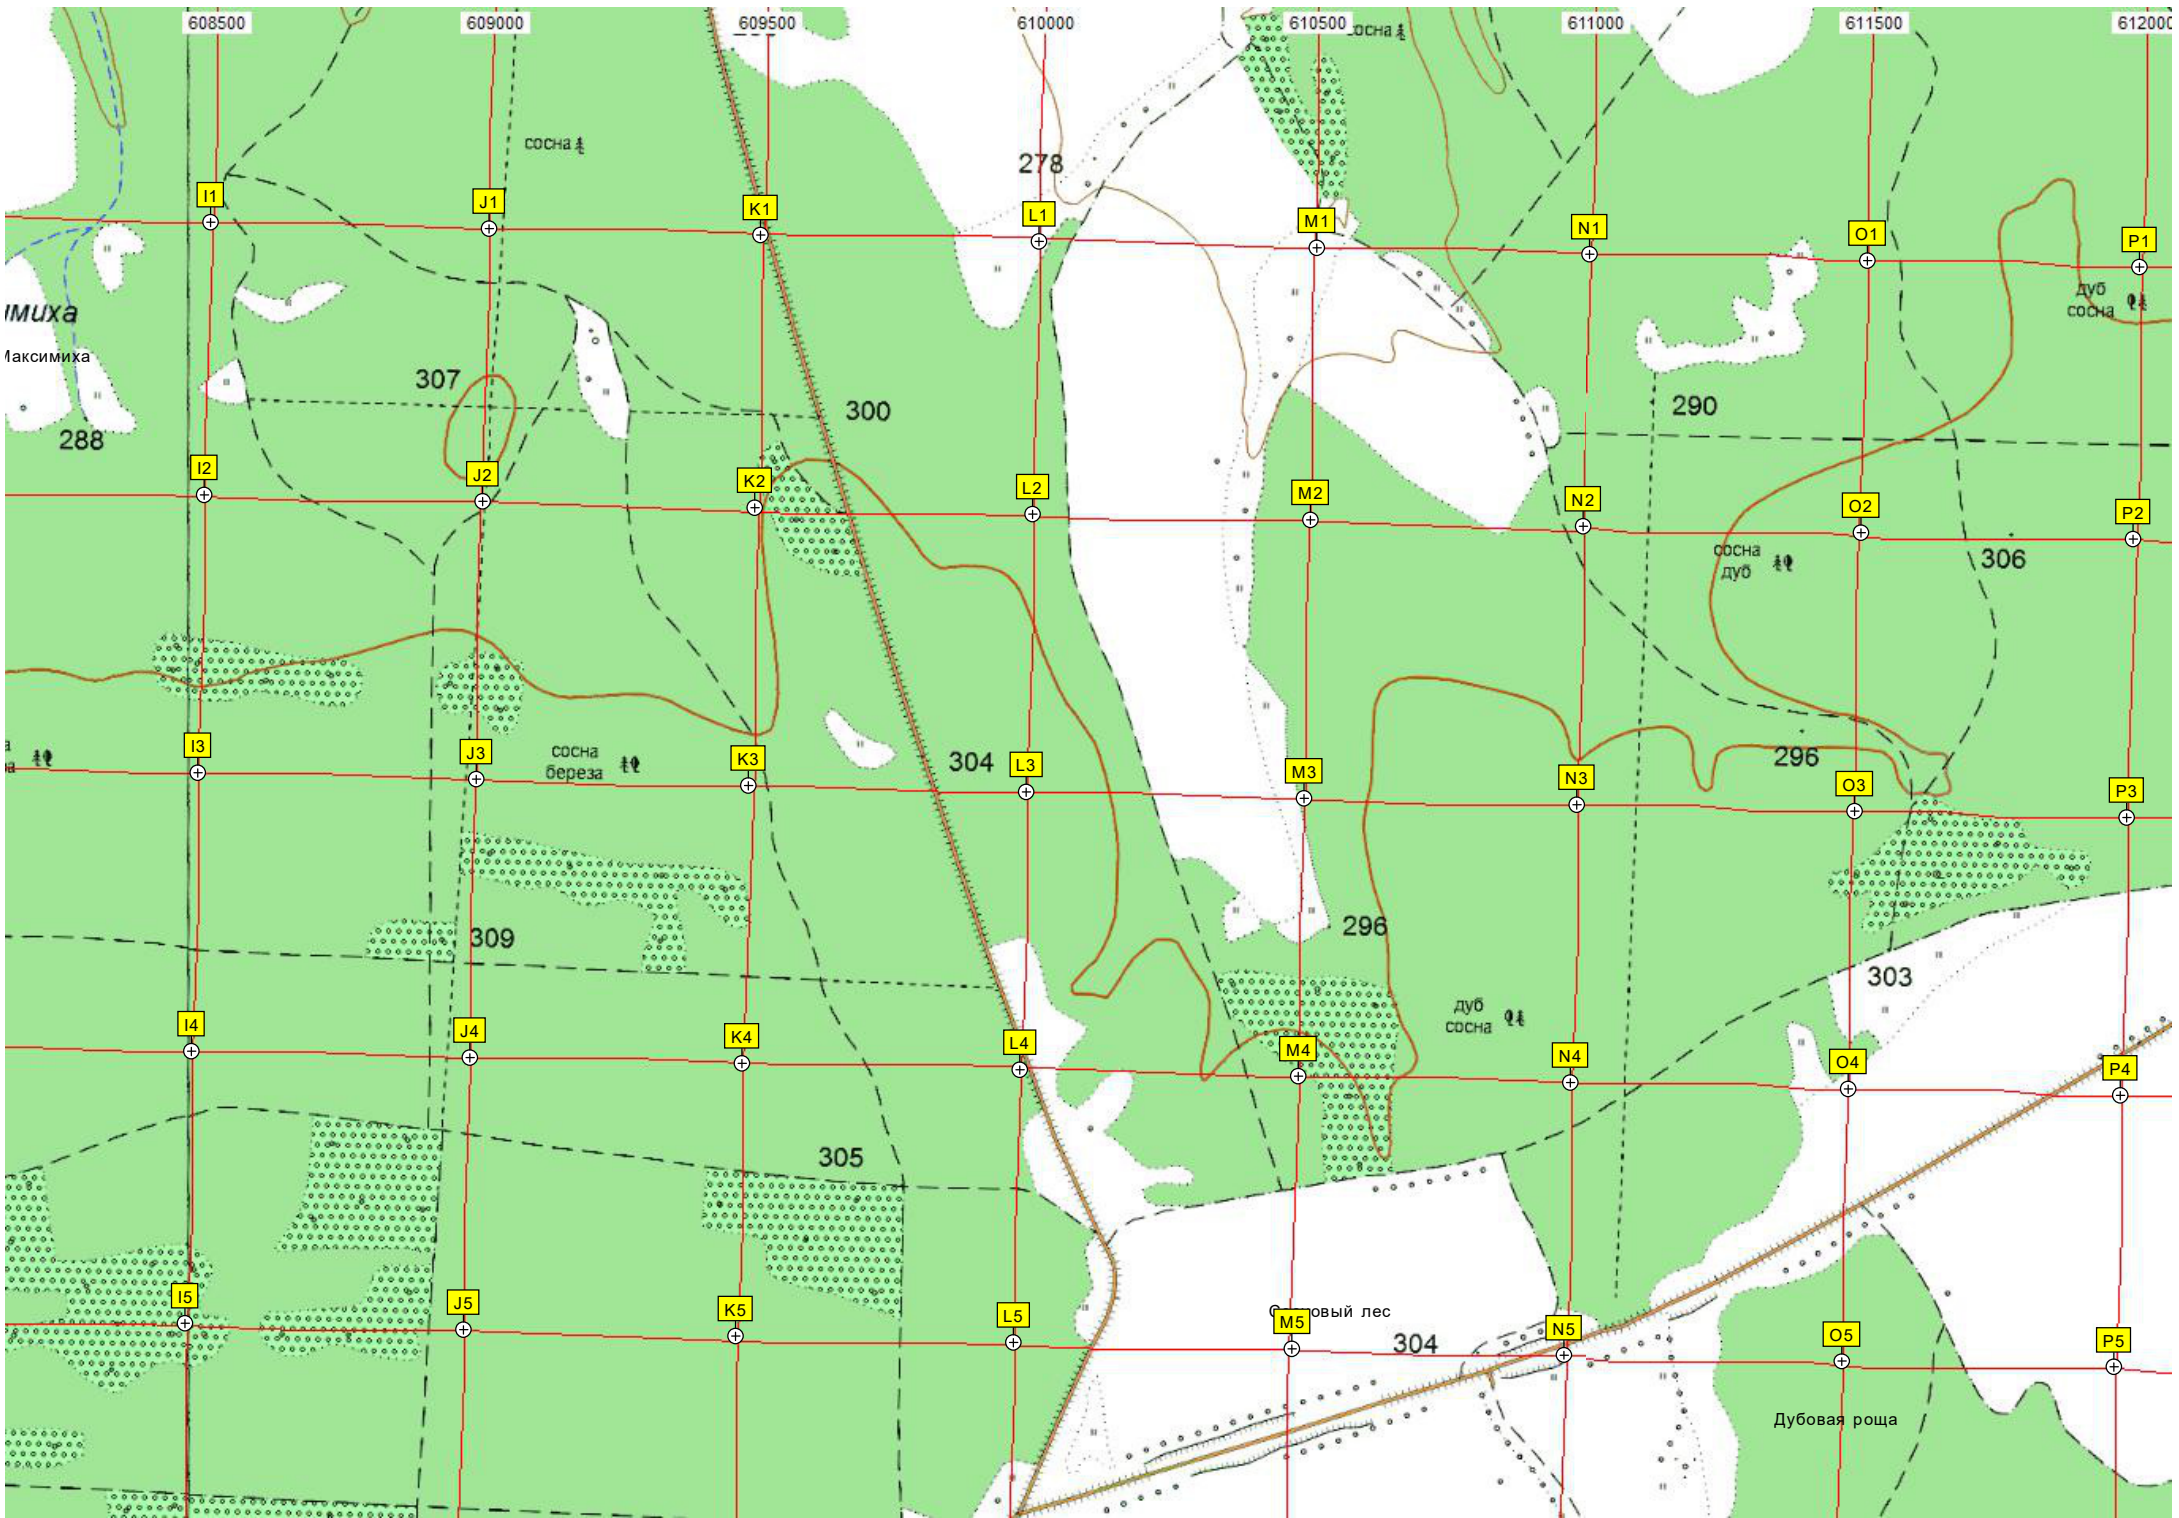 608500 609000 609500 610000 610500 611000 611500 612000
сосна
сосна
278
I1 J1 K1 L1 M1 N1 O1 P1
дуб
сосна
Максимиха
307
300
290
288
I2 J2 K2 L2 M2 N2 O2 P2
сосна
дуб
306
I3 J3 K3 L3 M3 N3 O3 P3
сосна
береза
304
296
309
296
303
дуб
сосна
I4 J4 K4 L4 M4 N4 O4 P4
305
I5 J5 K5 L5 M5 N5 O5 P5
лес
304
Дубовая роща